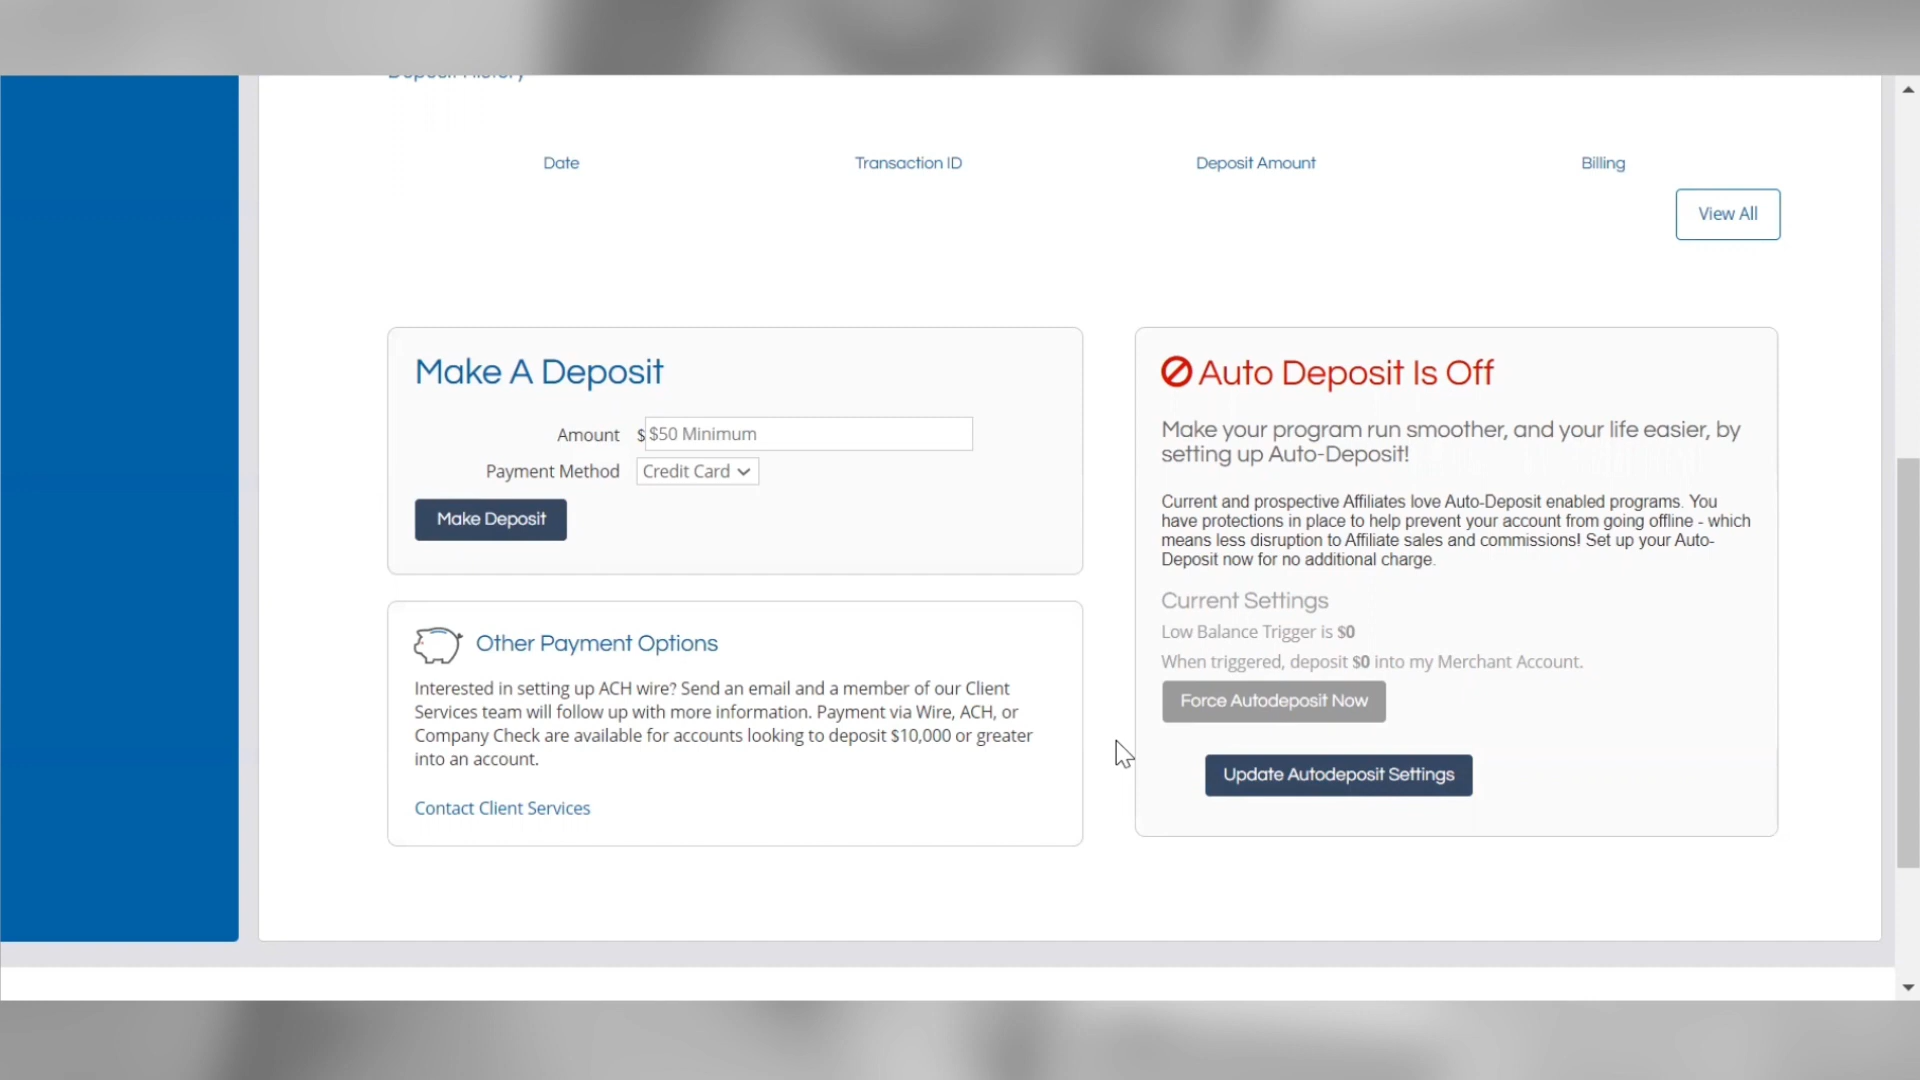 Deposit History
Date Transaction ID Deposit Amount Billing
View All
Make A Deposit
Amount $ $50 Minimum
Payment Method Credit Card
Make Deposit
Other Payment Options
Interested in setting up ACH wire? Send an email and a member of our Client
Services team will follow up with more information. Payment via Wire, ACH, or
Company Check are available for accounts looking to deposit $10,000 or greater
into an account.
Contact Client Services
Auto Deposit Is Off
Make your program run smoother, and your life easier, by
setting up Auto-Deposit!
Current and prospective Affiliates love Auto-Deposit enabled programs. You
have protections in place to help prevent your account from going offline - which
means less disruption to Affiliate sales and commissions! Set up your Auto-
Deposit now for no additional charge.
Current Settings
Low Balance Trigger is $0
When triggered, deposit $0 into my Merchant Account.
Force Autodeposit Now
Update Autodeposit Settings